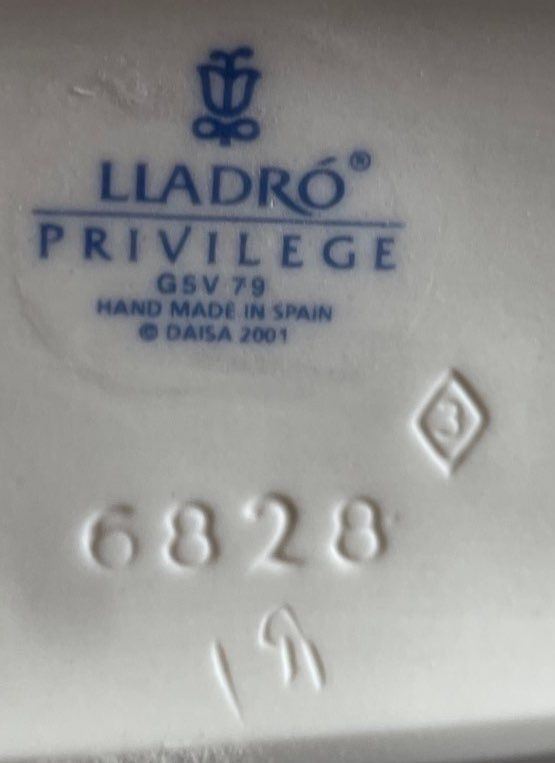 LLADRÓ®
PRIVILEGE
GSV 79
HAND MADE IN SPAIN
© DAISA 2001
3
6828